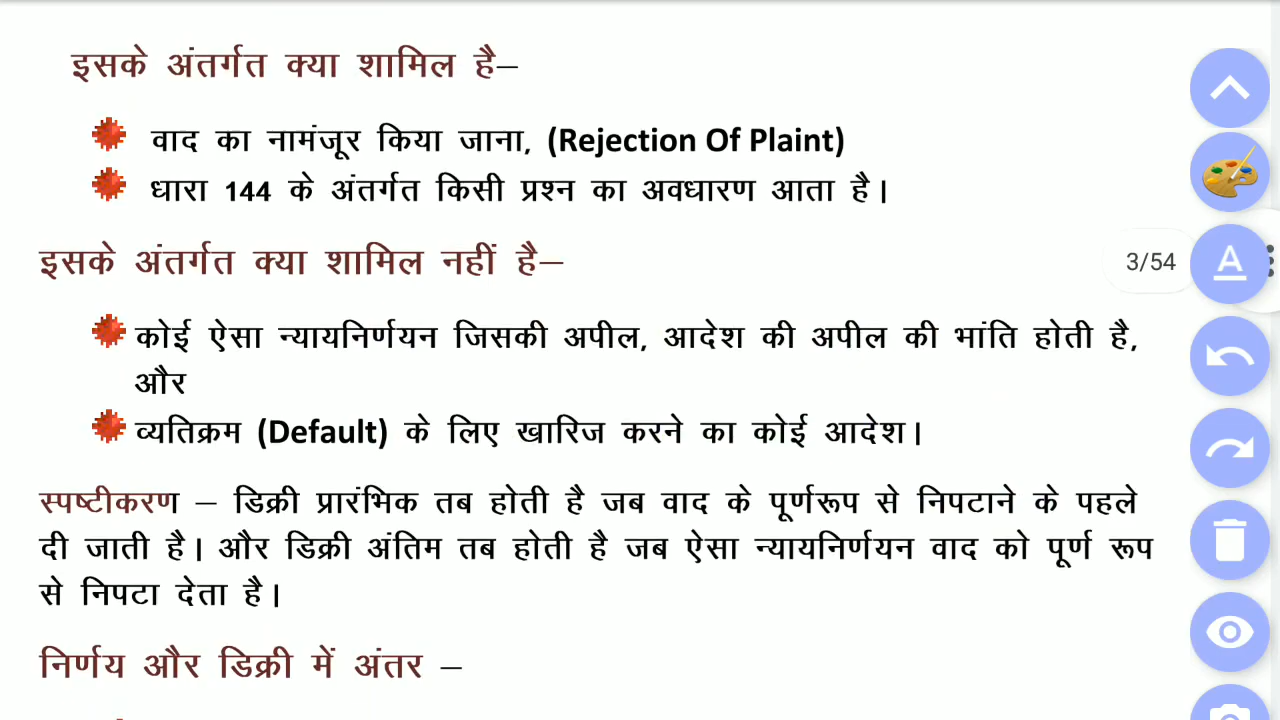 इसके अंतर्गत क्या शामिल है–
वाद का नामंजूर किया जाना, (Rejection Of Plaint)
धारा 144 के अंतर्गत किसी प्रश्न का अवधारण आता है।
इसके अंतर्गत क्या शामिल नहीं है–
3/54
कोई ऐसा न्यायनिर्णयन जिसकी अपील, आदेश की अपील की भांति होती है,
और
व्यतिक्रम (Default) के लिए खारिज करने का कोई आदेश।
स्पष्टीकरण – डिक्री प्रारंभिक तब होती है जब वाद के पूर्णरूप से निपटाने के पहले
दी जाती है। और डिक्री अंतिम तब होती है जब ऐसा न्यायनिर्णयन वाद को पूर्ण रूप
से निपटा देता है।
निर्णय और डिक्री में अंतर –